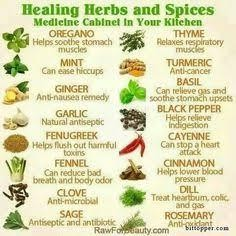 Healing Herbs and Spices
Medicine Cabinet in Your Kitchen
OREGANO
Helps soothe stomach
muscles
MINT
Can ease hiccups
GINGER
Anti-nausea remedy
GARLIC
Natural antiseptic
FENUGREEK
Helps flush out harmful
toxins
FENNEL
Can reduce bad
breath and body odor
CLOVE
Anti-microbial
SAGE
Antiseptic and antibiotic
THYME
Relaxes respiratory
muscles
TURMERIC
Anti-cancer
BASIL
Can relieve gas and
soothe stomach upsets
BLACK PEPPER
Helps relieve
indigestion
CAYENNE
Can stop a heart
attack
CINNAMON
Helps lower blood
pressure
DILL
Treat heartburn, colic,
and gas
ROSEMARY
Anti-oxidant
RawForBeauty.com
bittopper.com